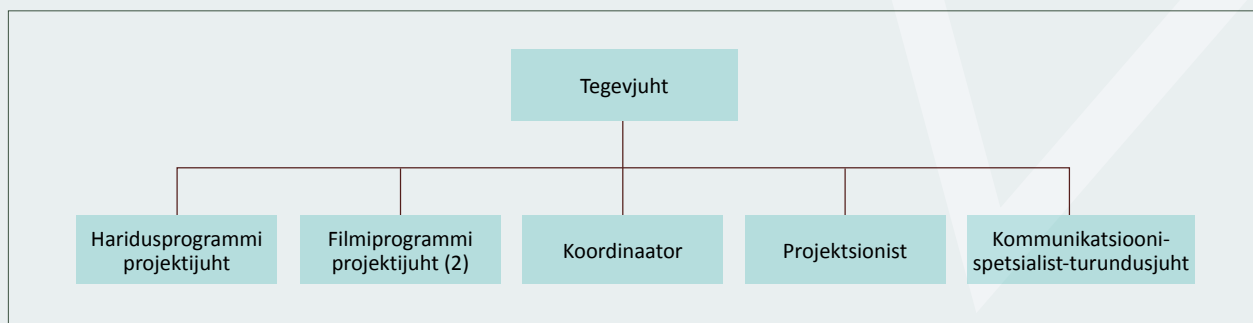 Tegevjuht
Haridusprogrammi
projektijuht
Filmiprogrammi
projektijuht (2)
Koordinaator
Projektsionist
Kommunikatsiooni-
spetsialist-turundusjuht